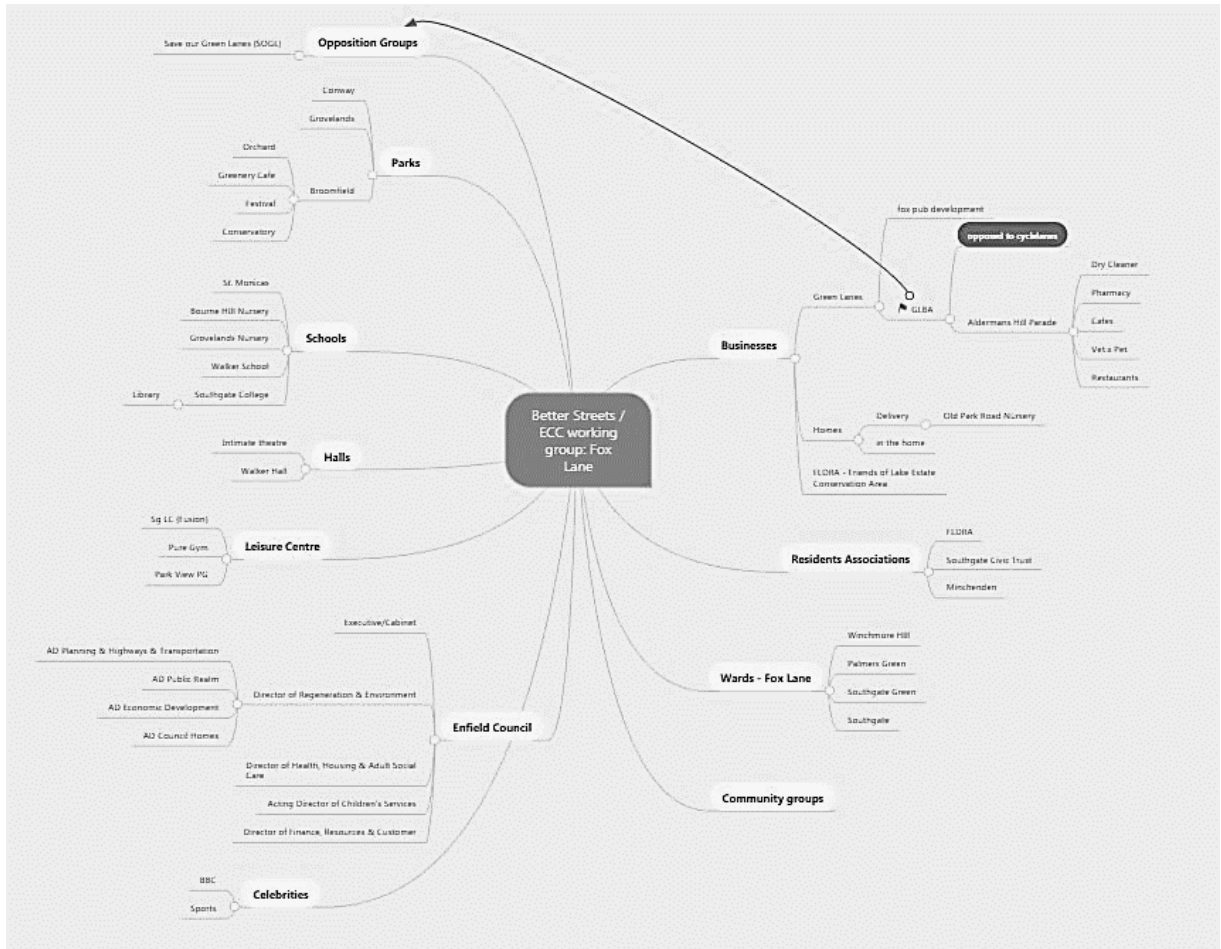 Opposition Groups
Save our Green Lanes (SOGL)
Parks
Conway
Grovelands
Broomfield
Orchard
Greenery Cafe
Festival
Conservatory
Schools
St. Monicas
Bourne Hill Nursery
Grovelands Nursery
Walker School
Southgate College
Library
Halls
Intimate theatre
Walker Hall
Leisure Centre
Sg LC (Fusion)
Pure Gym
Park View PG
Enfield Council
Executive/Cabinet
Director of Regeneration & Environment
AD Planning & Highways & Transportation
AD Public Realm
AD Economic Development
AD Council Homes
Director of Health, Housing & Adult Social
Care
Acting Director of Children's Services
Director of Finance, Resources & Customer
Celebrities
BBC
Sports
Better Streets /
ECC working
group: Fox
Lane
Businesses
Green Lanes
fox pub development
GLBA
opposed to cyclelanes
Aldermans Hill Parade
Dry Cleaner
Pharmacy
Cafes
Vet s Pet
Restaurants
Homes
Delivery
Old Park Road NUrsery
at the home
FLDRA - Friends of Lake Estate
Conservation Area
Residents Associations
FLDRA
Southgate Civic Trust
Minchenden
Wards - Fox Lane
Winchmore Hill
Palmers Green
Southgate Green
Southgate
Community groups